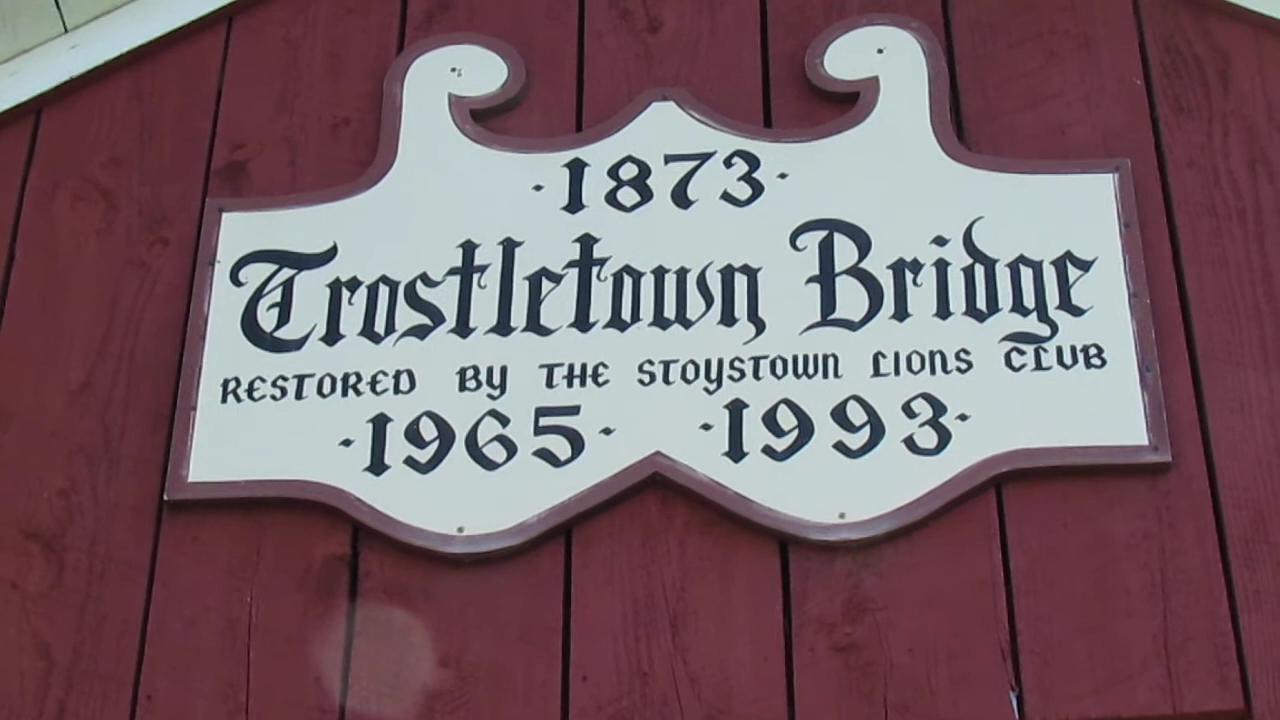 ·1873·
Trostletown Bridge
RESTORED BY THE STOYSTOWN LIONS CLUB
·1965· ·1993·